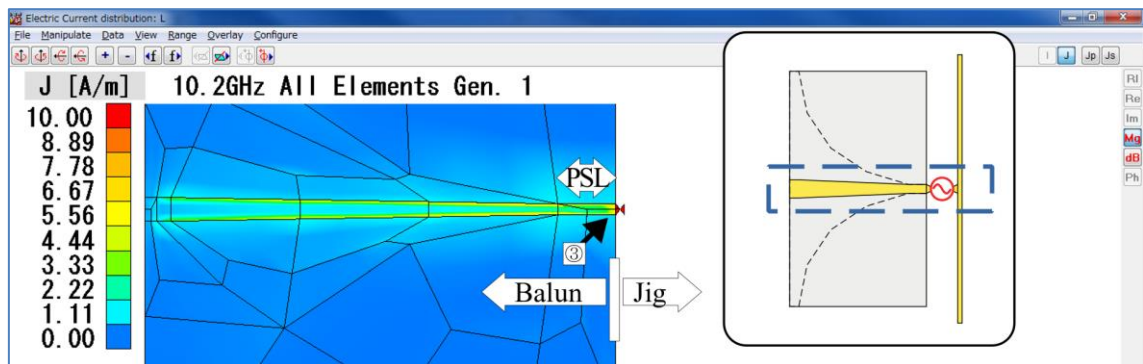 Electric Current distribution: L
File Manipulate Data View Range Overlay Configure
+ - f f
I J Jp Js
J [A/m] 10.2GHz All Elements Gen. 1
10.00
8.89
7.78
6.67
5.56
4.44
3.33
2.22
1.11
0.00
PSL
③
Balun Jig
Rl
Re
Im
Mg
dB
Ph